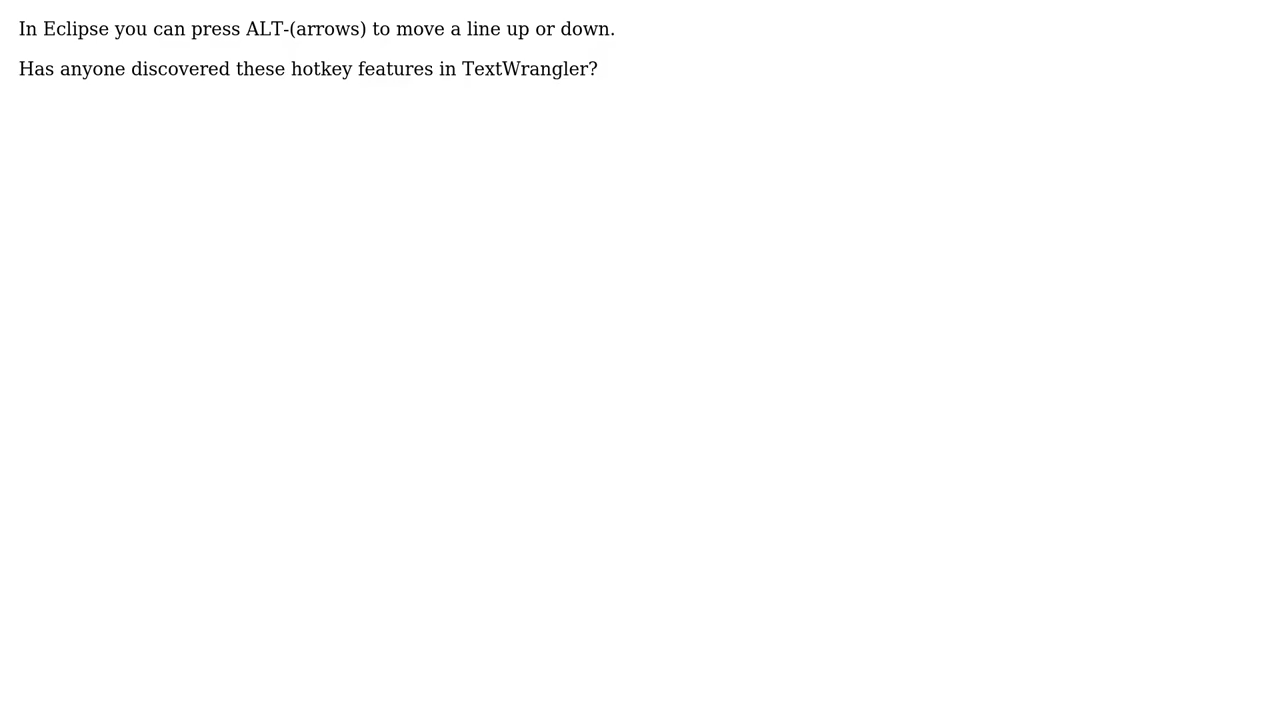 In Eclipse you can press ALT-(arrows) to move a line up or down.
Has anyone discovered these hotkey features in TextWrangler?